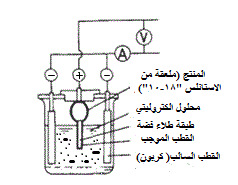 V
A
− + −
المنتج (ملعقة من
الاستانلس "١٨-١٠")
محلول الكتروليتي
طبقة طلاء فضة
القطب الموجب
القطب السالب( كربون)